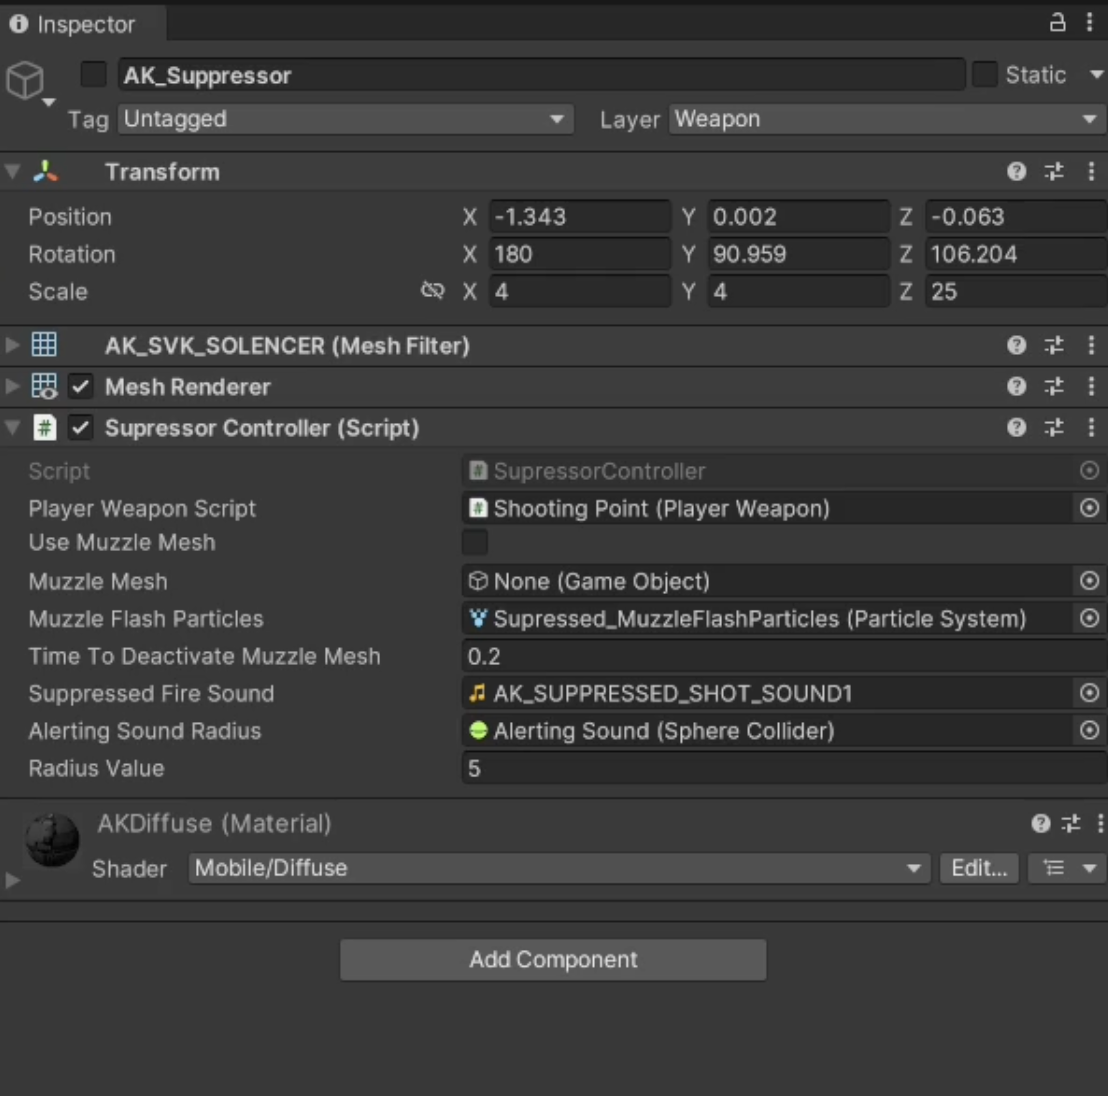 Inspector
AK_Suppressor Static
Tag Untagged Layer Weapon
Transform
Position X -1.343 Y 0.002 Z -0.063
Rotation X 180 Y 90.959 Z 106.204
Scale X 4 Y 4 Z 25
AK_SVK_SOLENCER (Mesh Filter)
Mesh Renderer
# Supressor Controller (Script)
Script # SupressorController
Player Weapon Script # Shooting Point (Player Weapon)
Use Muzzle Mesh
Muzzle Mesh None (Game Object)
Muzzle Flash Particles Supressed_MuzzleFlashParticles (Particle System)
Time To Deactivate Muzzle Mesh 0.2
Suppressed Fire Sound AK_SUPPRESSED_SHOT_SOUND1
Alerting Sound Radius Alerting Sound (Sphere Collider)
Radius Value 5
AKDiffuse (Material)
Shader Mobile/Diffuse Edit...
Add Component